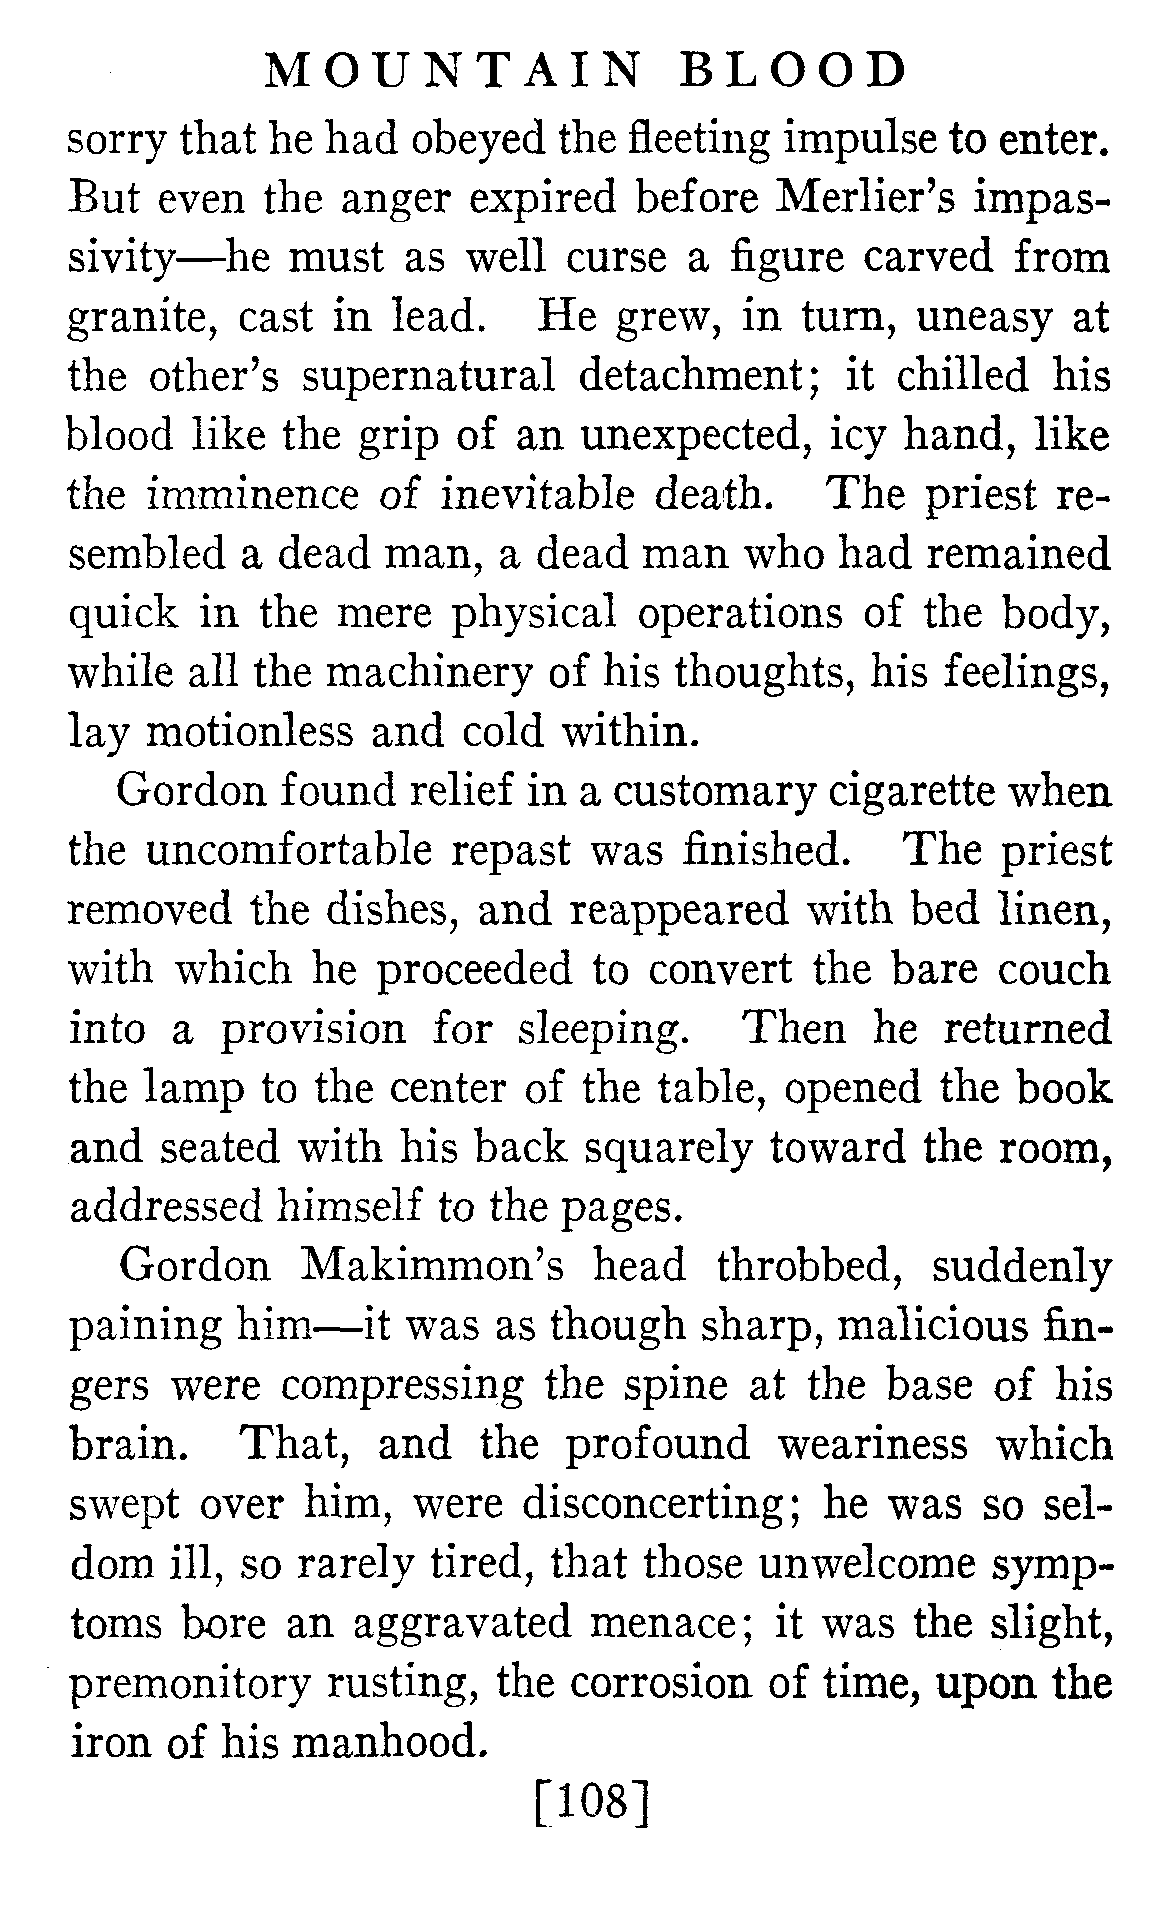 MOUNTAIN BLOOD
sorry that he had obeyed the fleeting impulse to enter.
But even the anger expired before Merlier's impas-
sivity—he must as well curse a figure carved from
granite, cast in lead. He grew, in turn, uneasy at
the other's supernatural detachment; it chilled his
blood like the grip of an unexpected, icy hand, like
the imminence of inevitable death. The priest re-
sembled a dead man, a dead man who had remained
quick in the mere physical operations of the body,
while all the machinery of his thoughts, his feelings,
lay motionless and cold within.
Gordon found relief in a customary cigarette when
the uncomfortable repast was finished. The priest
removed the dishes, and reappeared with bed linen,
with which he proceeded to convert the bare couch
into a provision for sleeping. Then he returned
the lamp to the center of the table, opened the book
and seated with his back squarely toward the room,
addressed himself to the pages.
Gordon Makimmon's head throbbed, suddenly
paining him—it was as though sharp, malicious fin-
gers were compressing the spine at the base of his
brain. That, and the profound weariness which
swept over him, were disconcerting; he was so sel-
dom ill, so rarely tired, that those unwelcome symp-
toms bore an aggravated menace; it was the slight,
premonitory rusting, the corrosion of time, upon the
iron of his manhood.
[108]